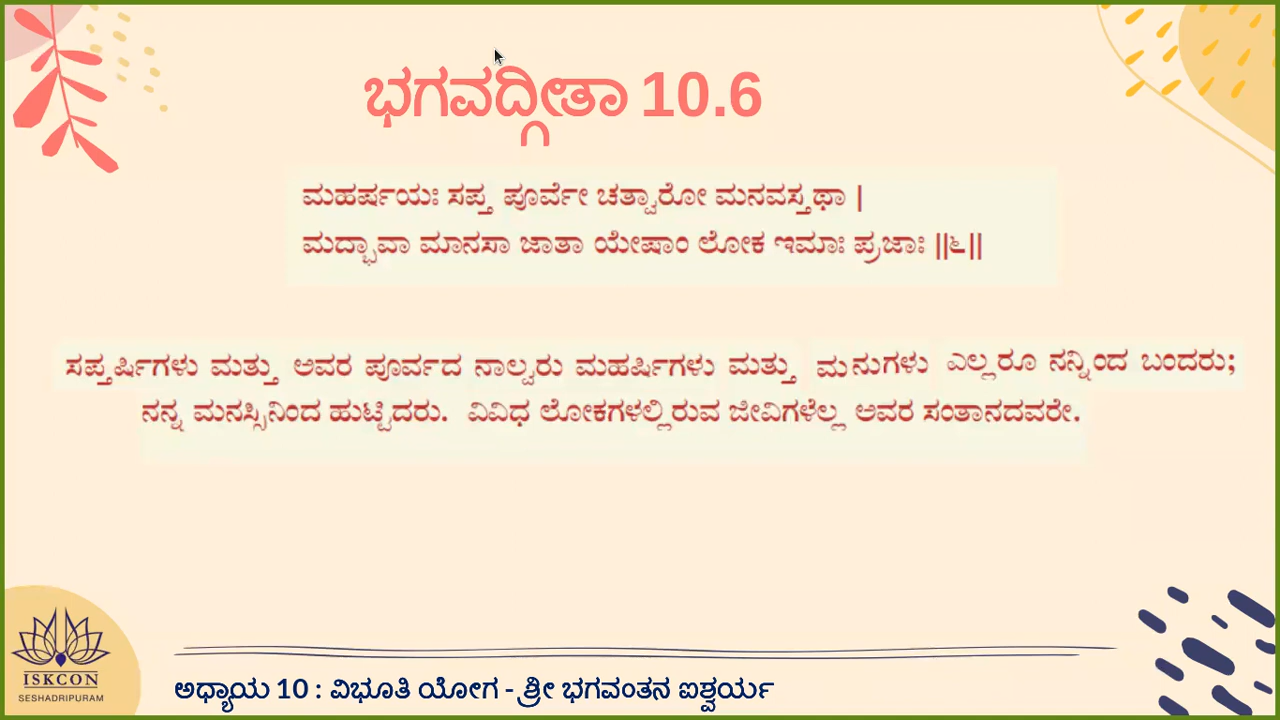 ಭಗವದ್ಗೀತಾ 10.6
ಮಹರ್ಷಯಃ ಸಪ್ತ ಪೂರ್ವೇ ಚತ್ವಾರೋ ಮನವಸ್ತಥಾ |
ಮದ್ಭಾವಾ ಮಾನಸಾ ಜಾತಾ ಯೇಷಾಂ ಲೋಕ ಇಮಾಃ ಪ್ರಜಾಃ ||೬||
ಸಪ್ತರ್ಷಿಗಳು ಮತ್ತು ಅವರ ಪೂರ್ವದ ನಾಲ್ವರು ಮಹರ್ಷಿಗಳು ಮತ್ತು ಮನುಗಳು ಎಲ್ಲರೂ ನನ್ನಿಂದ ಬಂದರು;
ನನ್ನ ಮನಸ್ಸಿನಿಂದ ಹುಟ್ಟಿದರು. ವಿವಿಧ ಲೋಕಗಳಲ್ಲಿರುವ ಜೀವಿಗಳೆಲ್ಲ ಅವರ ಸಂತಾನದವರೇ.
ISKCON
SESHADRIPURAM
ಅಧ್ಯಾಯ 10 : ವಿಭೂತಿ ಯೋಗ - ಶ್ರೀ ಭಗವಂತನ ಐಶ್ವರ್ಯ